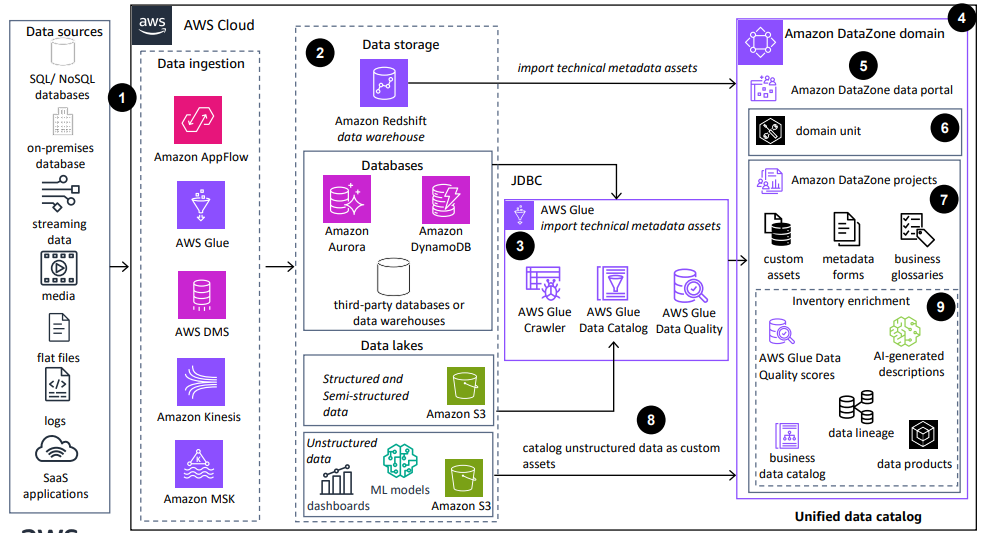 Data sources
SQL/ NoSQL
databases
on-premises
database
streaming
data
media
flat files
logs
SaaS
applications
aws
aws
AWS Cloud
1
Data ingestion
Amazon AppFlow
AWS Glue
AWS DMS
Amazon Kinesis
Amazon MSK
2
Data storage
Amazon Redshift
data warehouse
Databases
Amazon
Aurora
Amazon
DynamoDB
third-party databases or
data warehouses
Data lakes
Structured and
Semi-structured
data
Amazon S3
Unstructured
data
dashboards
ML models
Amazon S3
import technical metadata assets
JDBC
3
AWS Glue
import technical metadata assets
AWS Glue
Crawler
AWS Glue
Data Catalog
AWS Glue
Data Quality
8
catalog unstructured data as custom
assets
4
Amazon DataZone domain
5
Amazon DataZone data portal
domain unit
6
Amazon DataZone projects
7
custom
assets
metadata
forms
business
glossaries
Inventory enrichment
9
AWS Glue Data
Quality scores
AI-generated
descriptions
data lineage
business
data catalog
data products
Unified data catalog